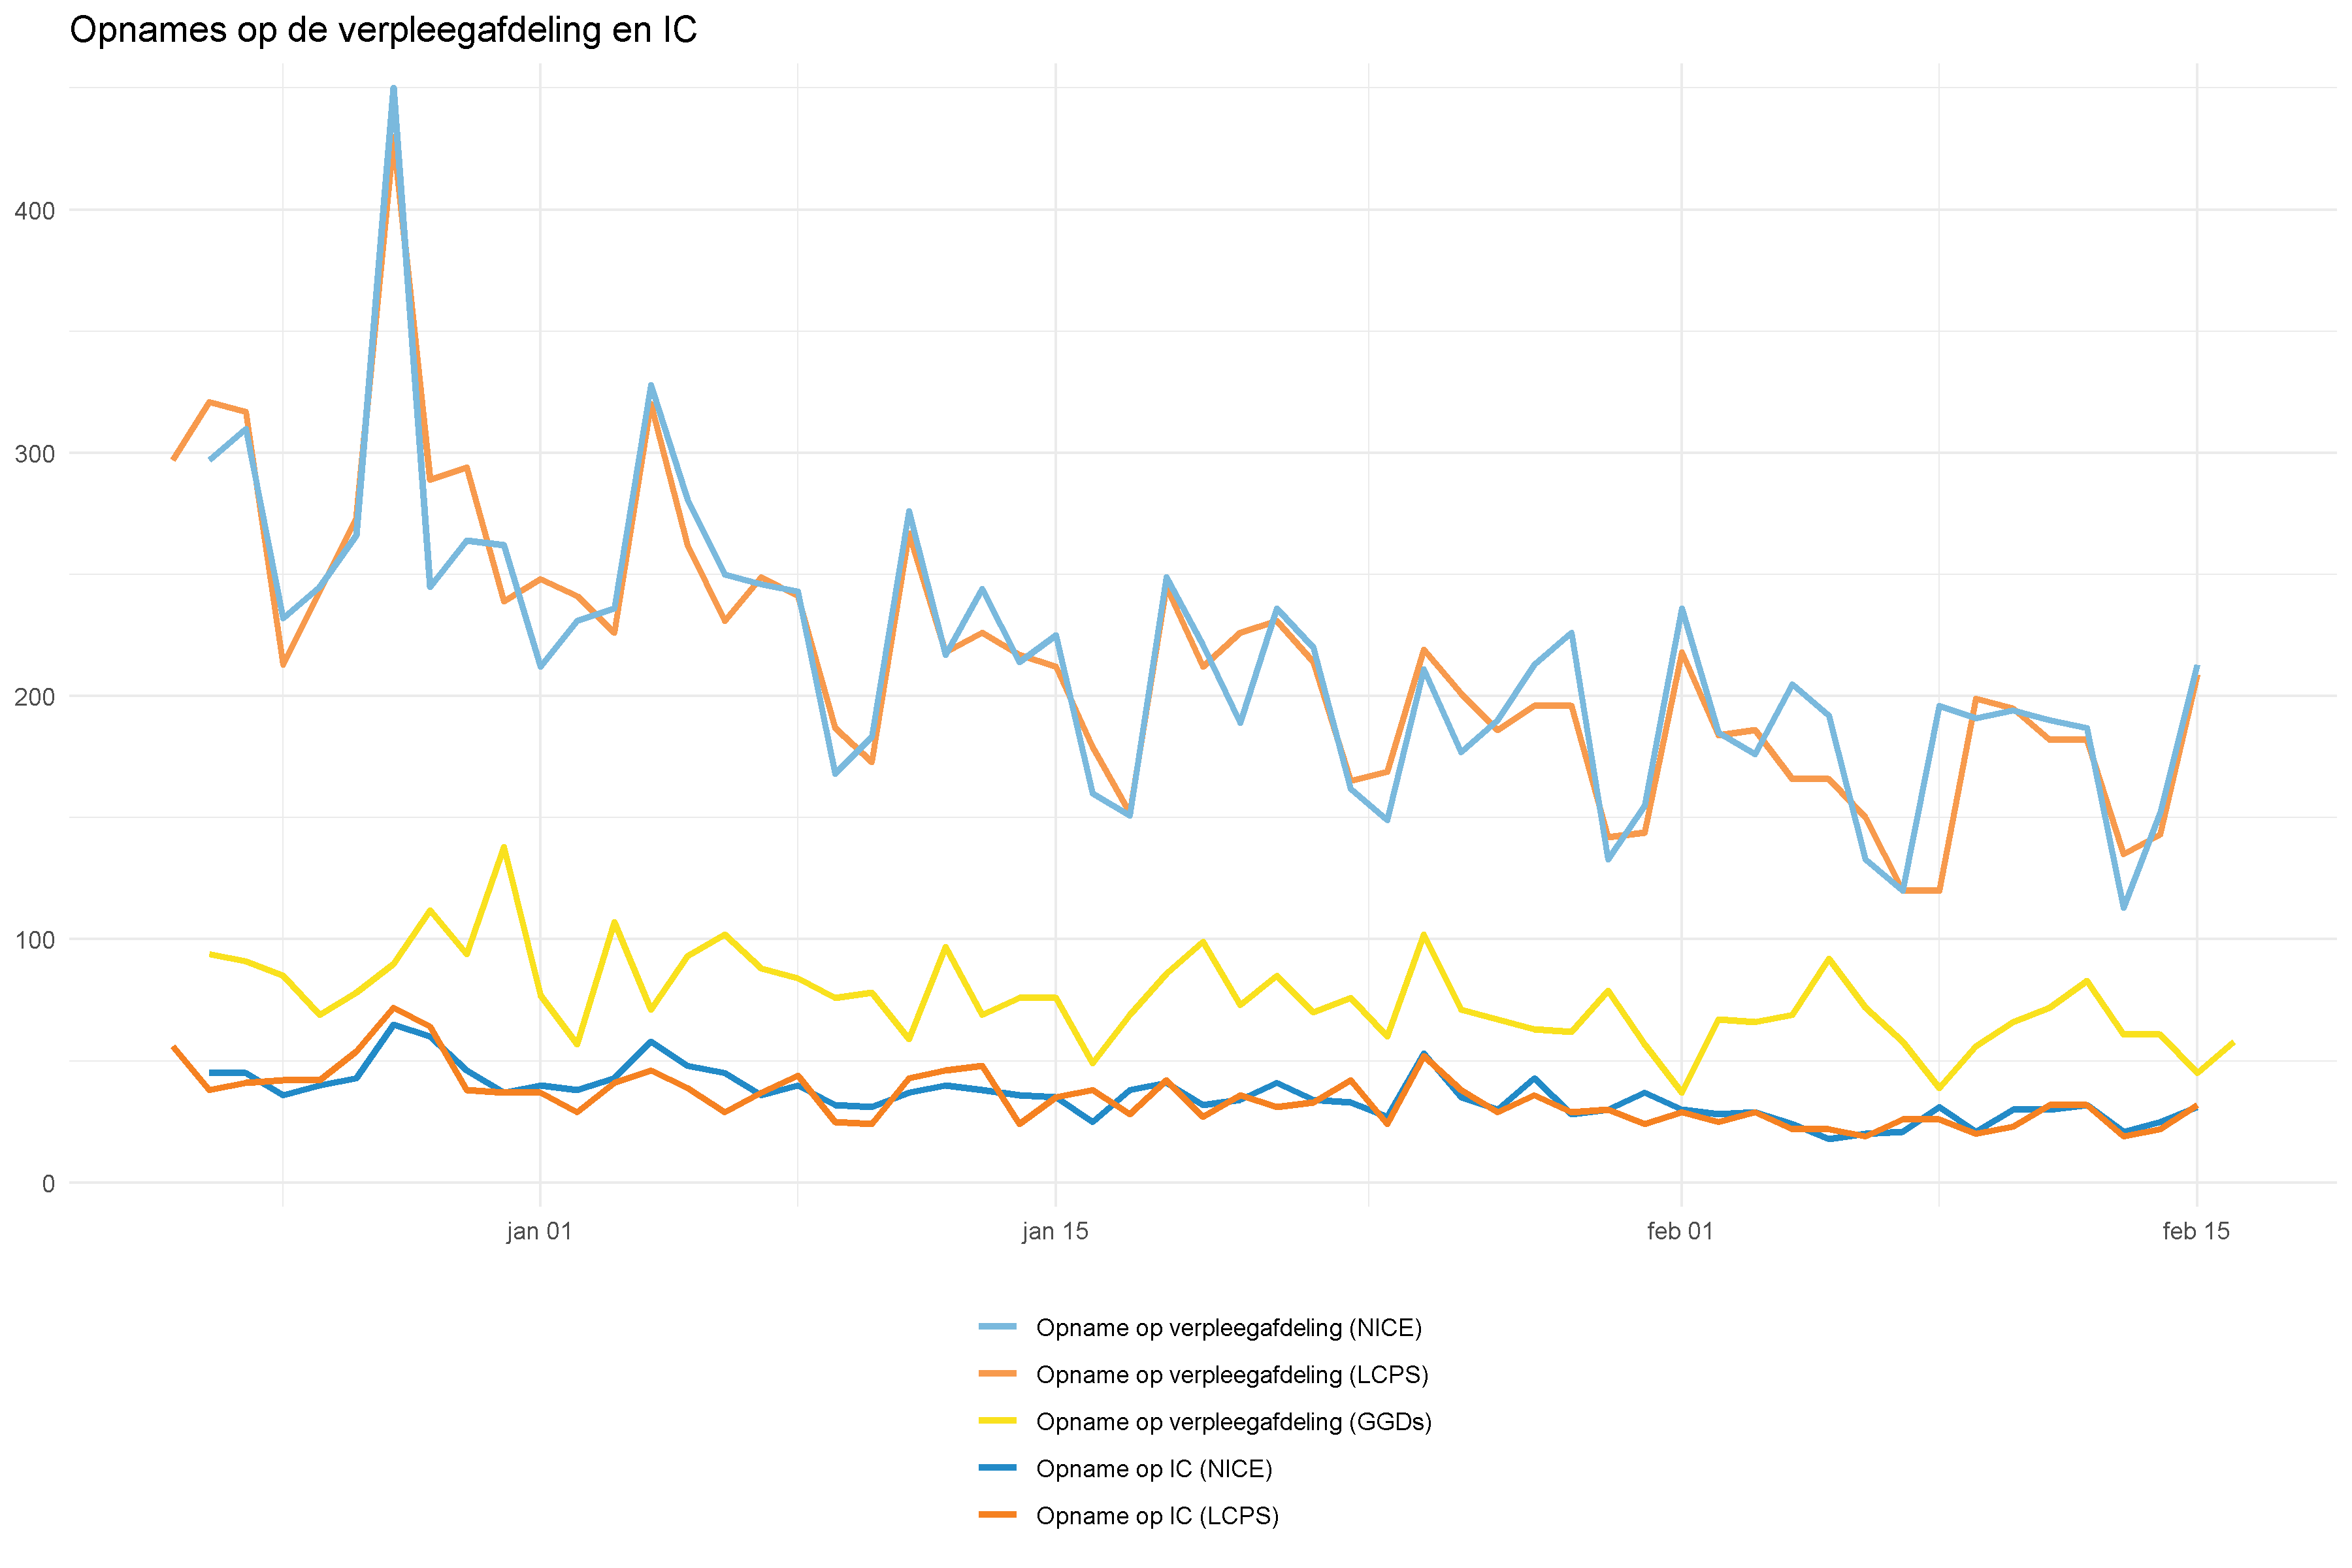 Opnames op de verpleegafdeling en IC
400
300
200
100
0
jan 01
jan 15
feb 01
feb 15
Opname op verpleegafdeling (NICE)
Opname op verpleegafdeling (LCPS)
Opname op verpleegafdeling (GGDs)
Opname op IC (NICE)
Opname op IC (LCPS)